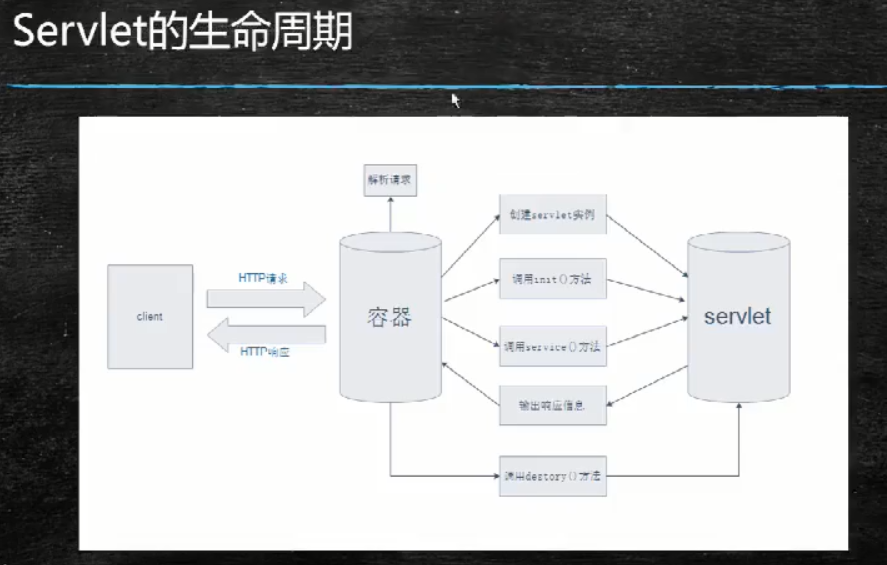 Servlet的生命周期
解析请求
创建servlet实例
HTTP请求
调用init()方法
client
容器
servlet
调用service()方法
HTTP响应
输出响应信息
调用destory()方法